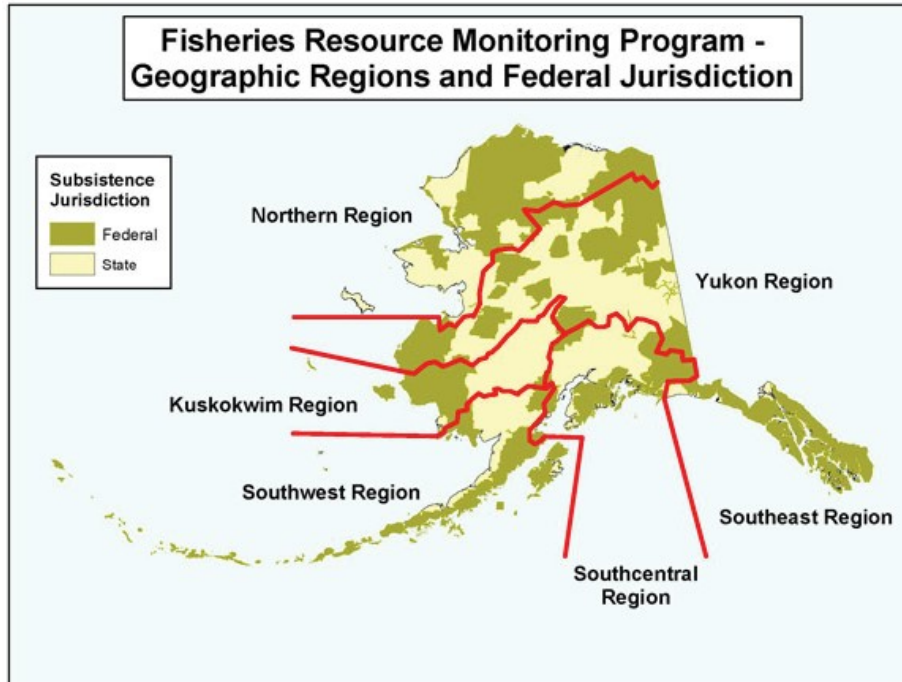 Fisheries Resource Monitoring Program -
Geographic Regions and Federal Jurisdiction
Subsistence
Jurisdiction
Federal
State
Northern Region
Yukon Region
Kuskokwim Region
Southwest Region
Southeast Region
Southcentral
Region